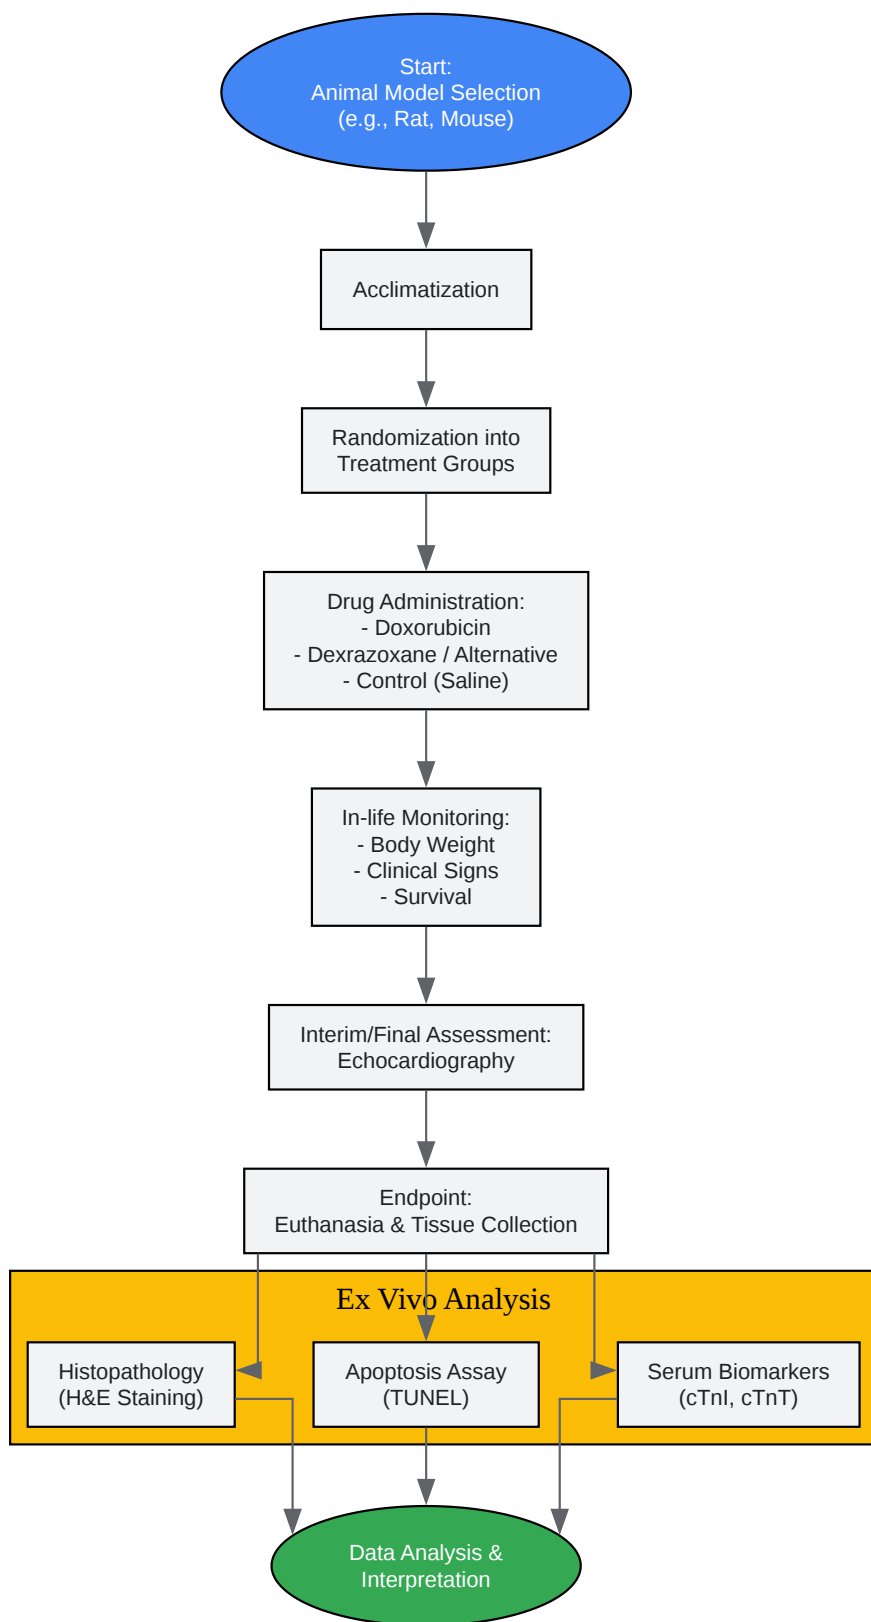 Start:
Animal Model Selection
(e.g., Rat, Mouse)
Acclimatization
Randomization into
Treatment Groups
Drug Administration:
- Doxorubicin
- Dexrazoxane / Alternative
- Control (Saline)
In-life Monitoring:
- Body Weight
- Clinical Signs
- Survival
Interim/Final Assessment:
Echocardiography
Endpoint:
Euthanasia & Tissue Collection
Ex Vivo Analysis
Histopathology
(H&E Staining)
Apoptosis Assay
(TUNEL)
Serum Biomarkers
(cTnI, cTnT)
Data Analysis &
Interpretation